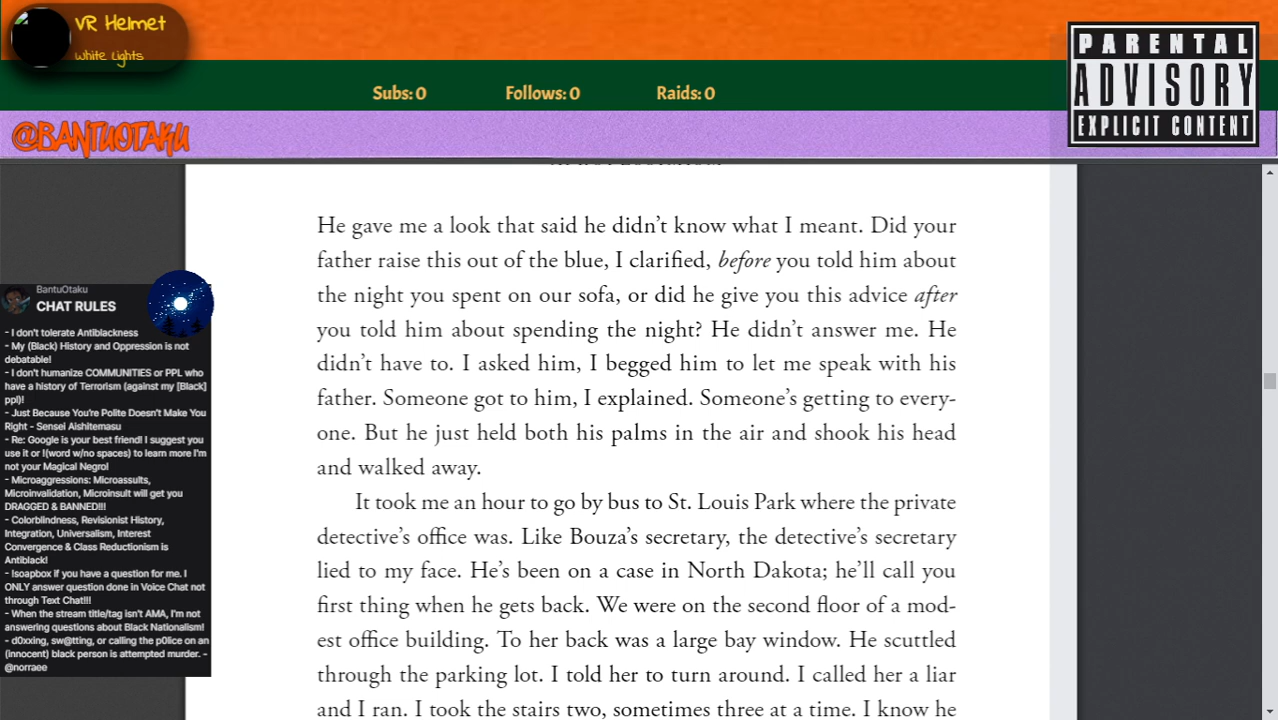 VR Helmet
White Lights
Subs: 0
Follows: 0
Raids: 0
PARENTAL
ADVISORY
EXPLICIT CONTENT
@BANTUOTAKU
He gave me a look that said he didn’t know what I meant. Did your
father raise this out of the blue, I clarified, before you told him about
the night you spent on our sofa, or did he give you this advice after
you told him about spending the night? He didn’t answer me. He
didn’t have to. I asked him, I begged him to let me speak with his
father. Someone got to him, I explained. Someone’s getting to every-
one. But he just held both his palms in the air and shook his head
and walked away.
It took me an hour to go by bus to St. Louis Park where the private
detective’s office was. Like Bouza’s secretary, the detective’s secretary
lied to my face. He’s been on a case in North Dakota; he’ll call you
first thing when he gets back. We were on the second floor of a mod-
est office building. To her back was a large bay window. He scuttled
through the parking lot. I told her to turn around. I called her a liar
and I ran. I took the stairs two, sometimes three at a time. I know he
BantuOtaku
CHAT RULES
- I don't tolerate Antiblackness
- My (Black) History and Oppression is not
debatable!
- I don't humanize COMMUNITIES or PPL who
have a history of Terrorism (against my [Black]
ppl)!
- Just Because You're Polite Doesn't Make You
Right - Sensei Aishitemasu
- Re: Google is your best friend! I suggest you
use it or !(word w/no spaces) to learn more I'm
not your Magical Negro!
- Microaggressions: Microassults,
Microinvalidation, Microinsult will get you
DRAGGED & BANNED!!!
- Colorblindness, Revisionist History,
Integration, Universalism, Interest
Convergence & Class Reductionism is
Antiblack!
- !soapbox if you have a question for me. I
ONLY answer question done in Voice Chat not
through Text Chat!!!
- When the stream title/tag isn't AMA, I'm not
answering questions about Black Nationalism!
- d0xxing, sw@tting, or calling the p0lice on an
(innocent) black person is attempted murder. -
@norraee